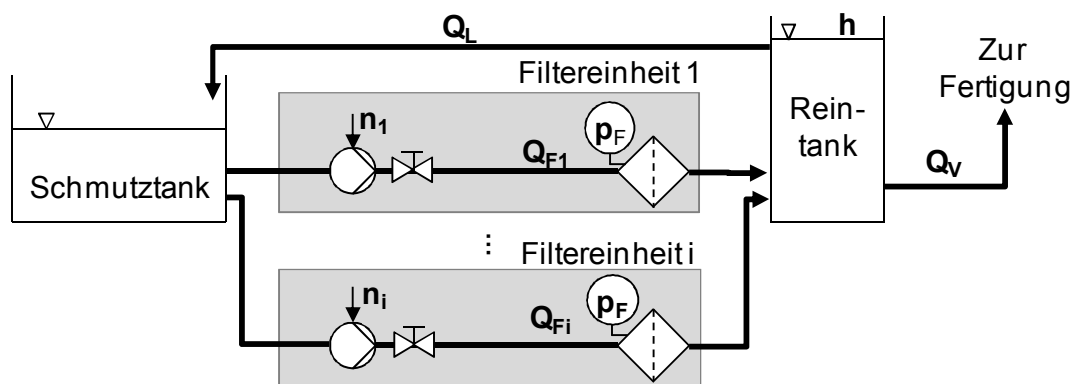 Q_L
h
Zur
Fertigung
Filtereinheit 1
n_1
Q_F1
p_F
Rein-
tank
Q_V
Schmutztank
⋮
Filtereinheit i
n_i
Q_Fi
p_F